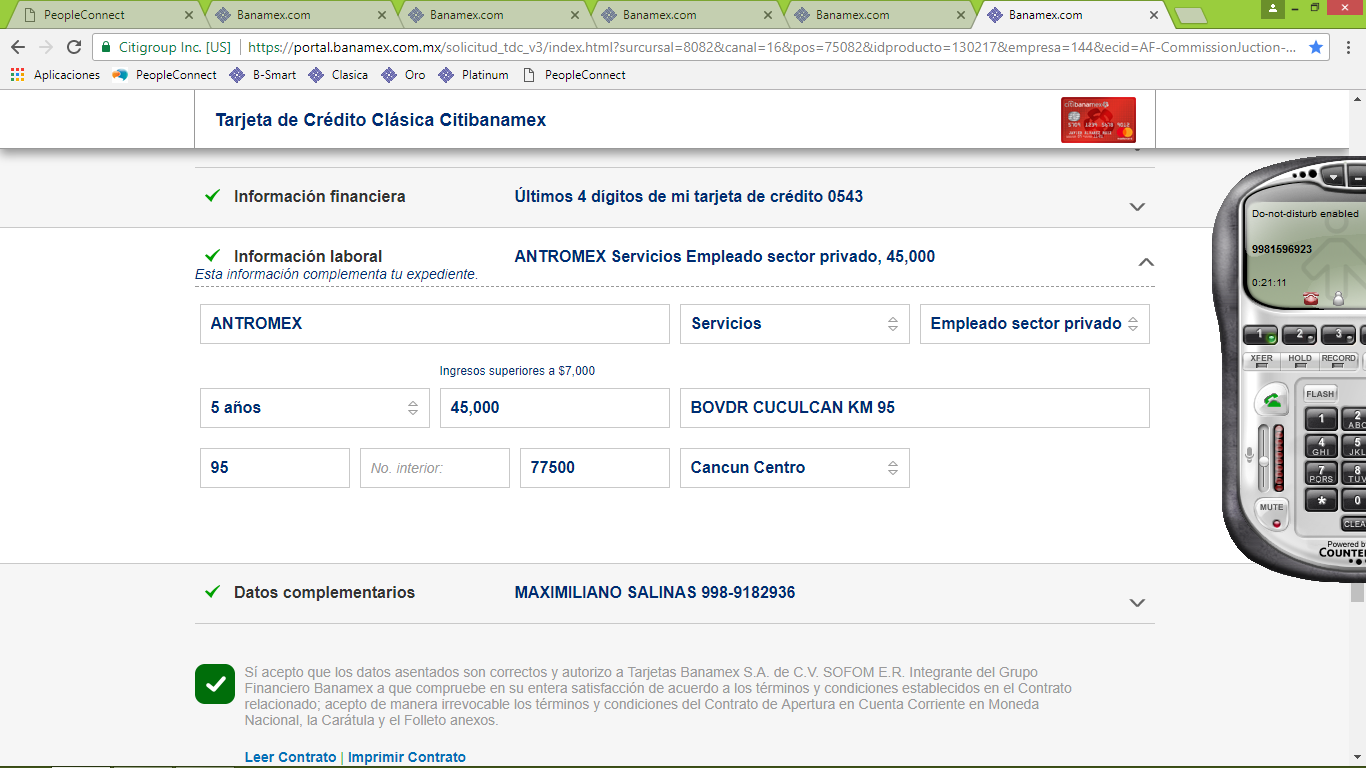 PeopleConnect
Banamex.com
Banamex.com
Banamex.com
Banamex.com
Banamex.com
Citigroup Inc. [US] https://portal.banamex.com.mx/solicitud_tdc_v3/index.html?sursursal=8082&canal=16&pos=75082&idproducto=130217&empresa=144&ecid=AF-CommissionJuction-...
Aplicaciones PeopleConnect B-Smart Clasica Oro Platinum PeopleConnect
Tarjeta de Crédito Clásica Citibanamex
citibanamex
Información financiera Últimos 4 dígitos de mi tarjeta de crédito 0543
Información laboral ANTROMEX Servicios Empleado sector privado, 45,000
Esta información complementa tu expediente.
ANTROMEX Servicios Empleado sector privado
Ingresos superiores a $7,000
5 años 45,000 BOVDR CUCULCAN KM 95
95 No. interior: 77500 Cancun Centro
Datos complementarios MAXIMILIANO SALINAS 998-9182936
Sí acepto que los datos asentados son correctos y autorizo a Tarjetas Banamex S.A. de C.V. SOFOM E.R. Integrante del Grupo
Financiero Banamex a que compruebe en su entera satisfacción de acuerdo a los términos y condiciones establecidos en el Contrato
relacionado; acepto de manera irrevocable los términos y condiciones del Contrato de Apertura en Cuenta Corriente en Moneda
Nacional, la Carátula y el Folleto anexos.
Leer Contrato | Imprimir Contrato
Do-not-disturb enabled
9981596923
0:21:11
1 2 3
XFER HOLD RECORD
FLASH
1 2 ABC
4 GHI 5 JKL
7 PQRS 8 TUV
* 0
MUTE
CLEA
Powered by
COUNTE